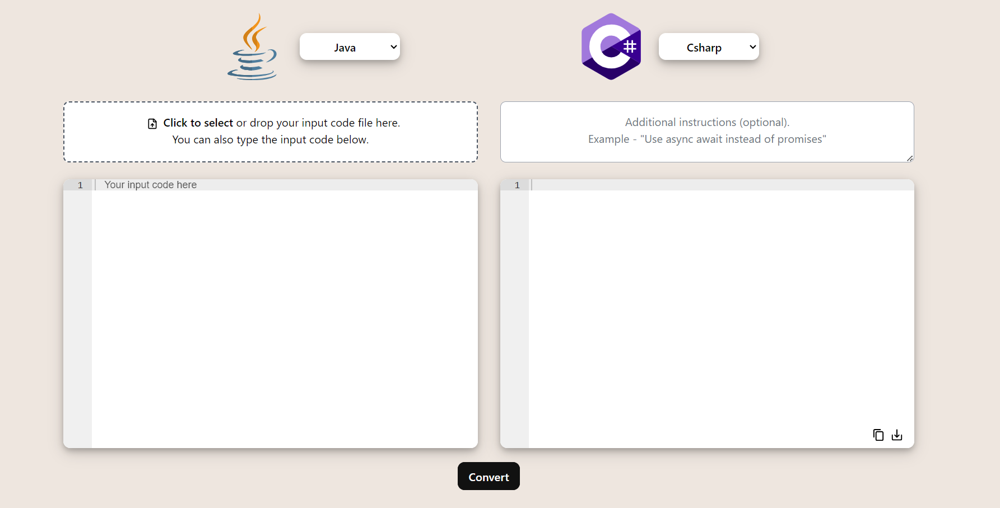 Java
C#
Csharp
Click to select or drop your input code file here.
You can also type the input code below.
Additional instructions (optional).
Example - "Use async await instead of promises"
1 Your input code here
1
Convert